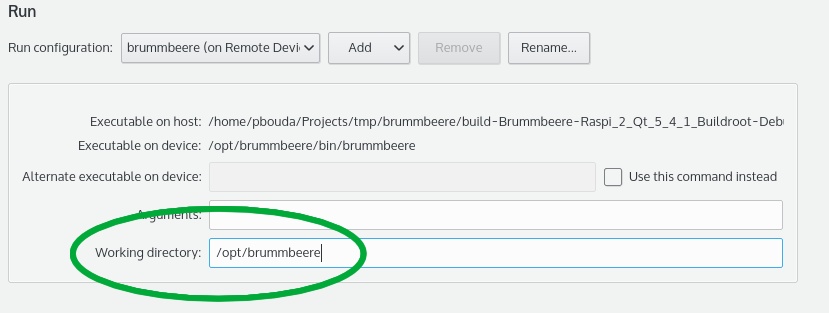 Run
Run configuration: brummbeere (on Remote Devi Add Remove Rename...
Executable on host: /home/pbouda/Projects/tmp/brummbeere/build-Brummbeere-Raspi_2_Qt_5_4_1_Buildroot-Deb
Executable on device: /opt/brummbeere/bin/brummbeere
Alternate executable on device: Use this command instead
Arguments:
Working directory: /opt/brummbeere